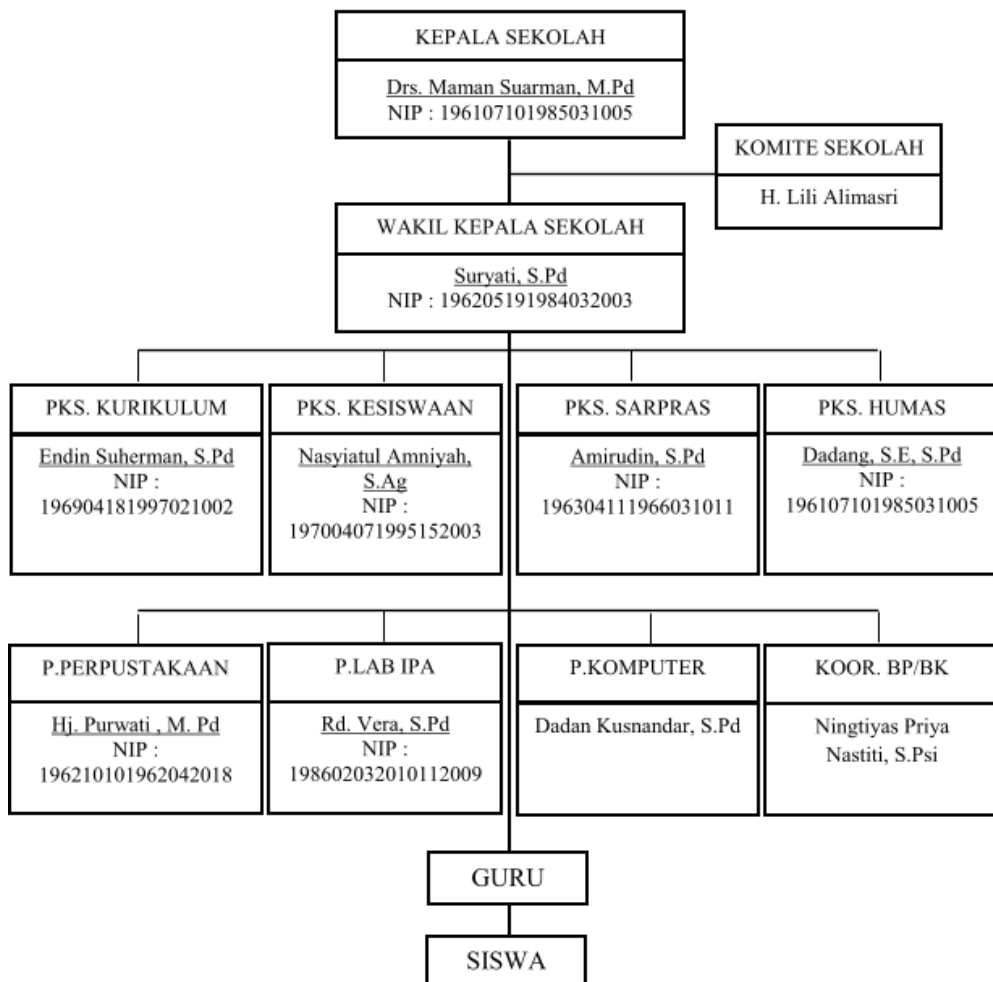 KEPALA SEKOLAH
Drs. Maman Suarman, M.Pd
NIP : 196107101985031005
KOMITE SEKOLAH
H. Lili Alimasri
WAKIL KEPALA SEKOLAH
Suryati, S.Pd
NIP : 196205191984032003
PKS. KURIKULUM
Endin Suherman, S.Pd
NIP :
196904181997021002
PKS. KESISWAAN
Nasyiatul Amniyah,
S.Ag
NIP :
197004071995152003
PKS. SARPRAS
Amirudin, S.Pd
NIP :
196304111966031011
PKS. HUMAS
Dadang, S.E, S.Pd
NIP :
196107101985031005
P.PERPUSTAKAAN
Hj. Purwati , M. Pd
NIP :
196210101962042018
P.LAB IPA
Rd. Vera, S.Pd
NIP :
198602032010112009
P.KOMPUTER
Dadan Kusnandar, S.Pd
KOOR. BP/BK
Ningtiyas Priya
Nastiti, S.Psi
GURU
SISWA